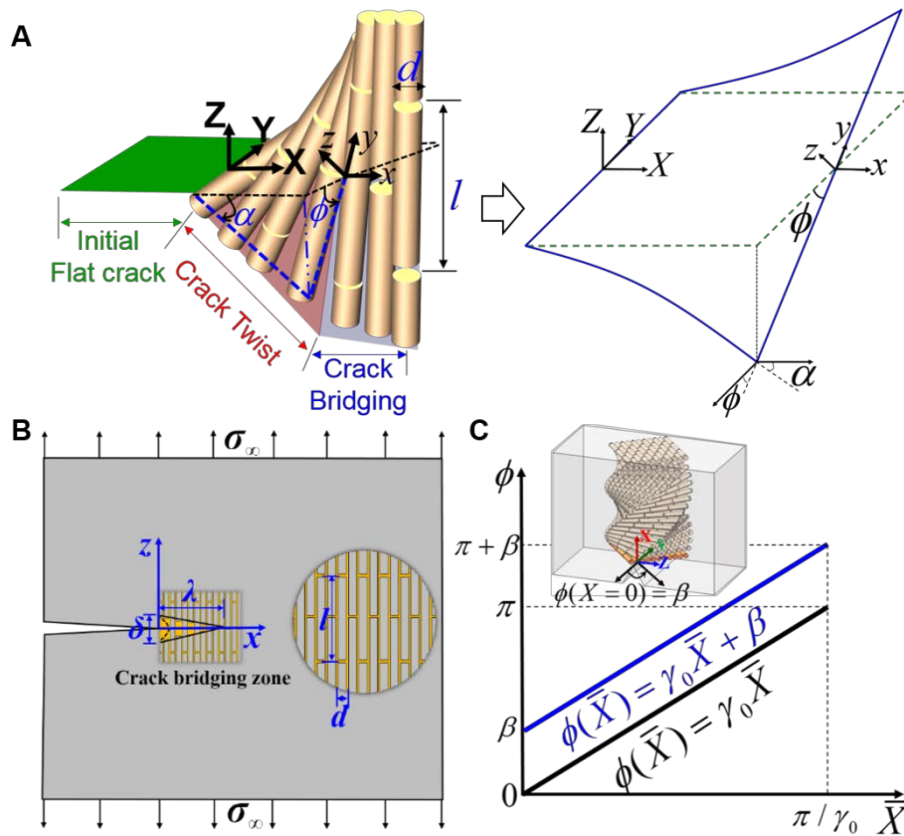 A
Z
Y
X
z
y
x
d
l
α
ϕ
Initial
Flat crack
Crack Twist
Crack
Bridging
Z
Y
X
y
z
x
ϕ
ϕ
α
B
σ∞
z
λ
δ
x
l
d
Crack bridging zone
σ∞
C
ϕ
π + β
π
β
0
x
z
ϕ(X = 0) = β
ϕ(X̅) = γ₀X̅ + β
ϕ(X̅) = γ₀X̅
π / γ₀
X̅